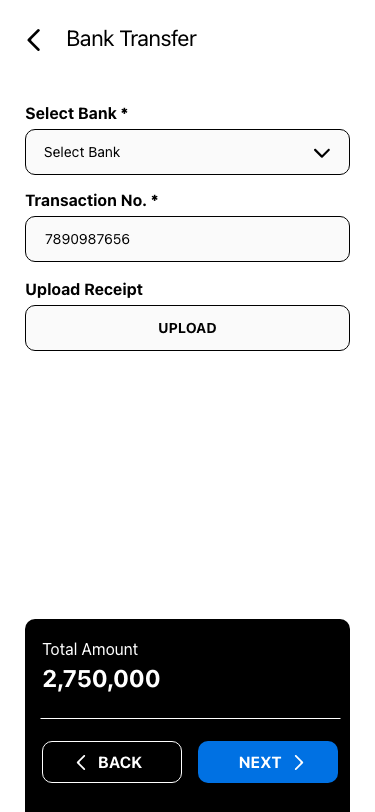 Bank Transfer
Select Bank *
Select Bank
Transaction No. *
7890987656
Upload Receipt
UPLOAD
Total Amount
2,750,000
BACK
NEXT